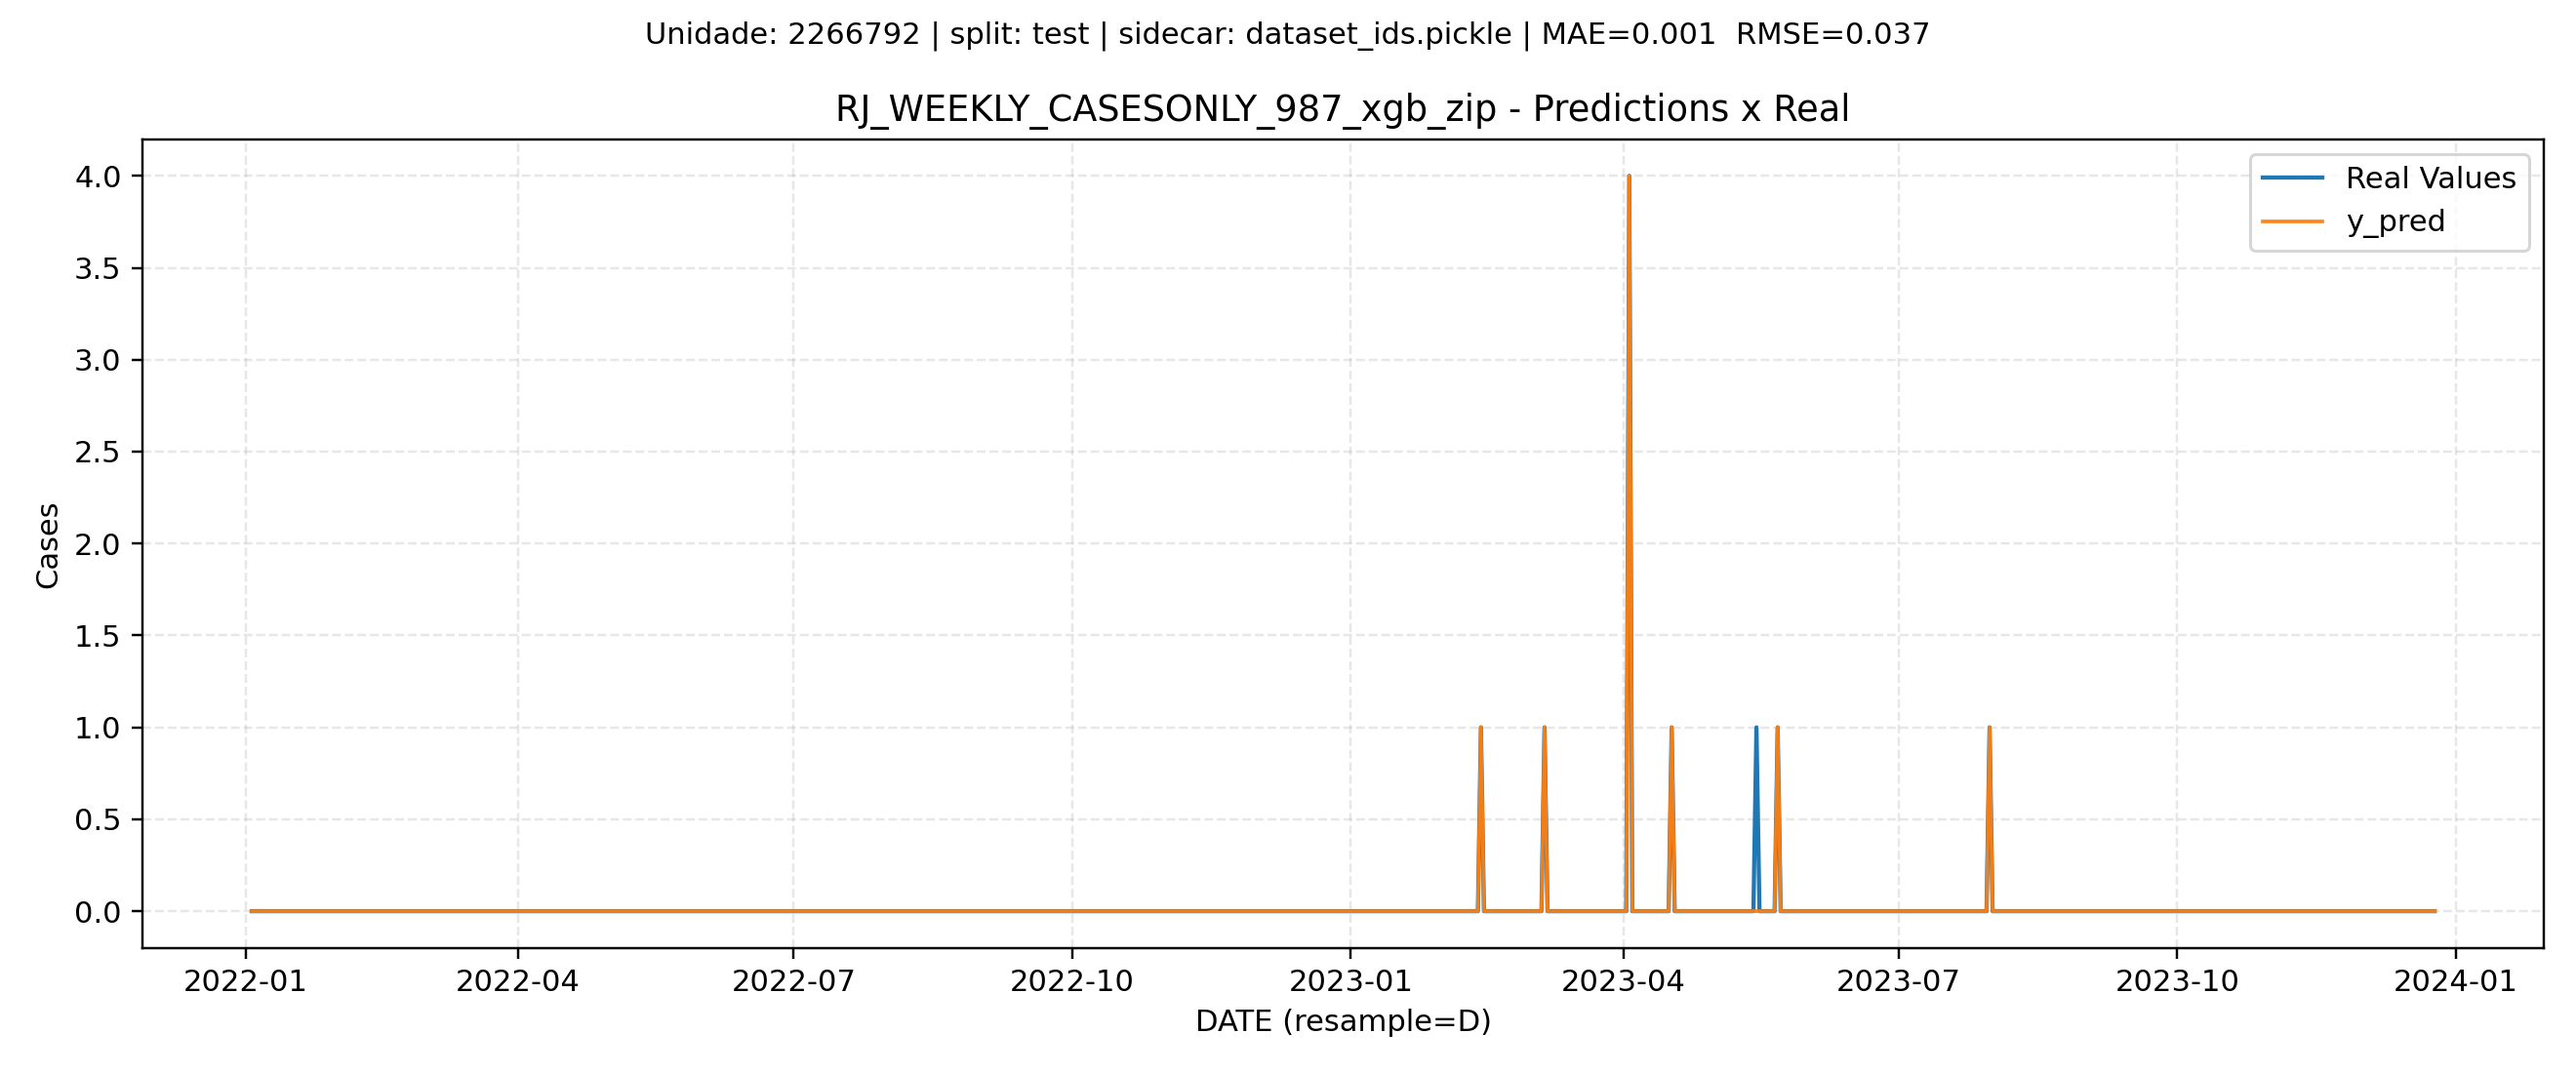 Unidade: 2266792 | split: test | sidecar: dataset_ids.pickle | MAE=0.001  RMSE=0.037
RJ_WEEKLY_CASESONLY_987_xgb_zip - Predictions x Real
Real Values
y_pred
4.0
3.5
3.0
2.5
2.0
1.5
1.0
0.5
0.0
Cases
2022-01 2022-04 2022-07 2022-10 2023-01 2023-04 2023-07 2023-10 2024-01
DATE (resample=D)